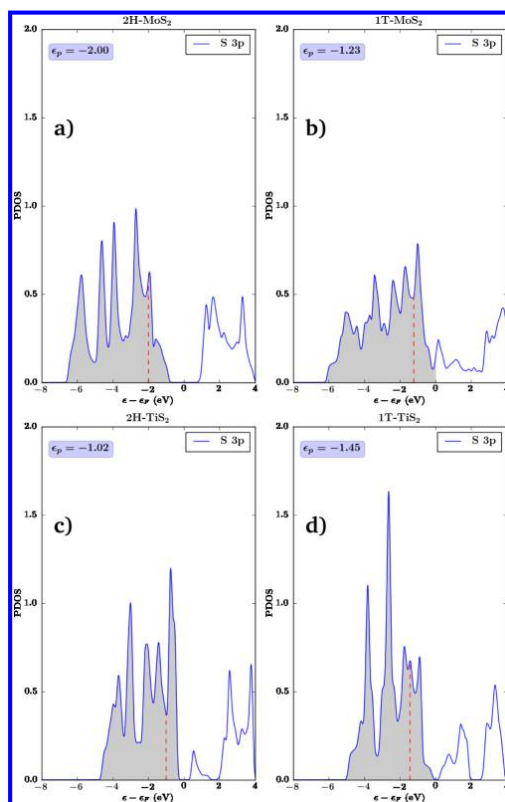 2H-MoS₂
2.0
S 3p
ϵₚ = −2.00
1.5
a)
PDOS
1.0
0.5
0.0
−8 −6 −4 −2 0 2 4
ϵ − ϵF (eV)
1T-MoS₂
2.0
S 3p
ϵₚ = −1.23
1.5
b)
PDOS
1.0
0.5
0.0
−8 −6 −4 −2 0 2 4
ϵ − ϵF (eV)
2H-TiS₂
2.0
S 3p
ϵₚ = −1.02
1.5
c)
PDOS
1.0
0.5
0.0
−8 −6 −4 −2 0 2 4
ϵ − ϵF (eV)
1T-TiS₂
2.0
S 3p
ϵₚ = −1.45
1.5
d)
PDOS
1.0
0.5
0.0
−8 −6 −4 −2 0 2 4
ϵ − ϵF (eV)